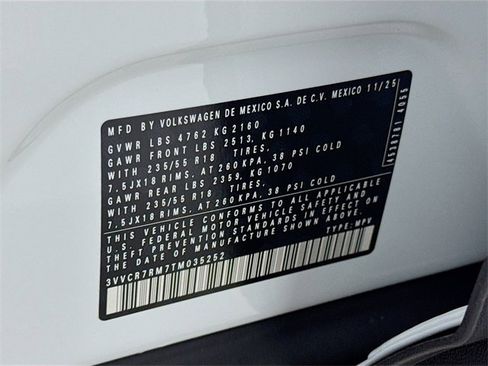 MFD BY VOLKSWAGEN DE MEXICO S.A. DE C.V. MEXICO 11/25
GVWR LBS 4762 KG 2160
GAWR FRONT LBS 2513, KG 1140
WITH 235/55 R18 TIRES,
7.5JX18 RIMS, AT 260KPA, 38 PSI COLD
GAWR REAR LBS 2359, KG 1070
WITH 235/55 R18 TIRES,
7.5JX18 RIMS, AT 260KPA, 38 PSI COLD
THIS VEHICLE CONFORMS TO ALL APPLICABLE
U.S. FEDERAL MOTOR VEHICLE SAFETY AND
THEFT PREVENTION STANDARDS IN EFFECT ON
THE DATE OF MANUFACTURE SHOWN ABOVE.
3VVCR7RM7TM035252 TYPE: MPV